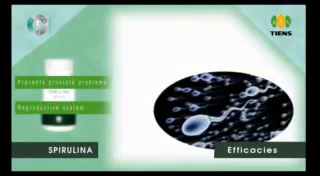 TIENS
Prevents prostate problems
Reproductive system
SPIRULINA
Efficacies